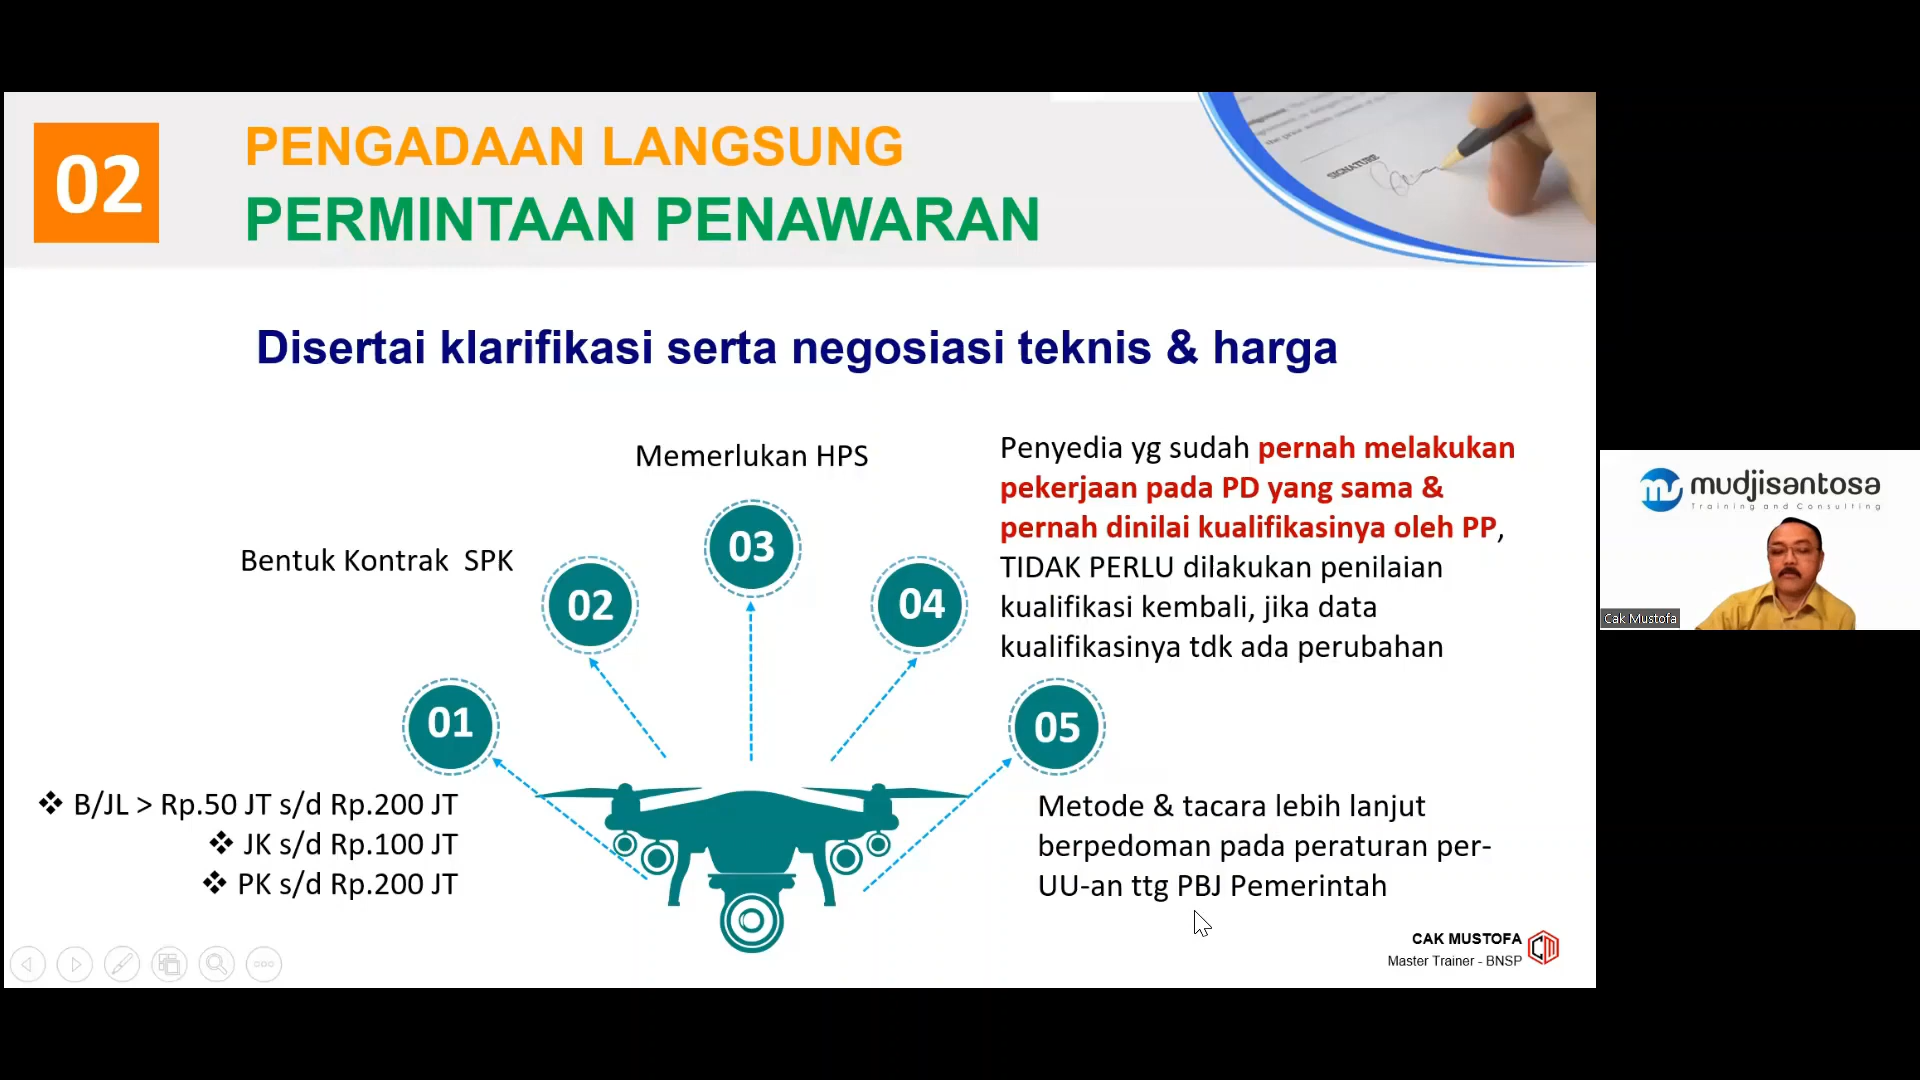 02
PENGADAAN LANGSUNG
PERMINTAAN PENAWARAN
SIGNATURE
Disertai klarifikasi serta negosiasi teknis & harga
01
❖ B/JL > Rp.50 JT s/d Rp.200 JT
❖ JK s/d Rp.100 JT
❖ PK s/d Rp.200 JT
02
Bentuk Kontrak SPK
03
Memerlukan HPS
04
Penyedia yg sudah pernah melakukan
pekerjaan pada PD yang sama &
pernah dinilai kualifikasinya oleh PP,
TIDAK PERLU dilakukan penilaian
kualifikasi kembali, jika data
kualifikasinya tdk ada perubahan
05
Metode & tacara lebih lanjut
berpedoman pada peraturan per-
UU-an ttg PBJ Pemerintah
CAK MUSTOFA
Master Trainer - BNSP
CM
mudjisantosa
Training and Consulting
Cak Mustofa